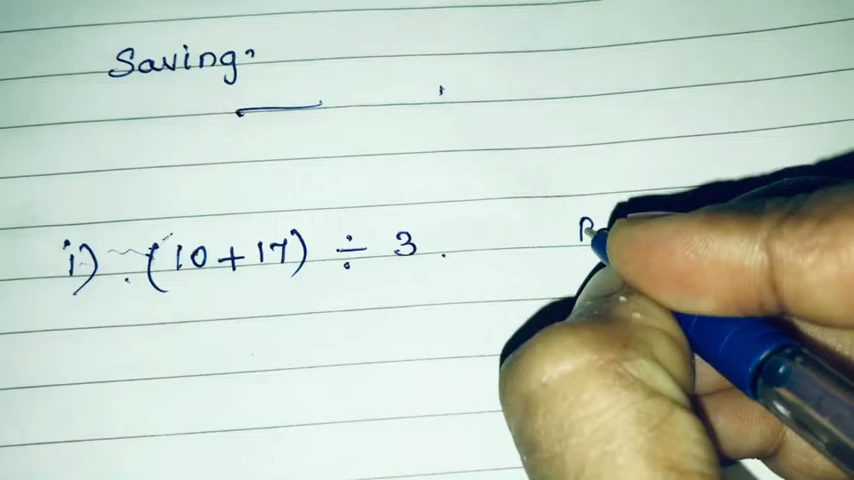 Saving
i) (10 + 17) ÷ 3 .